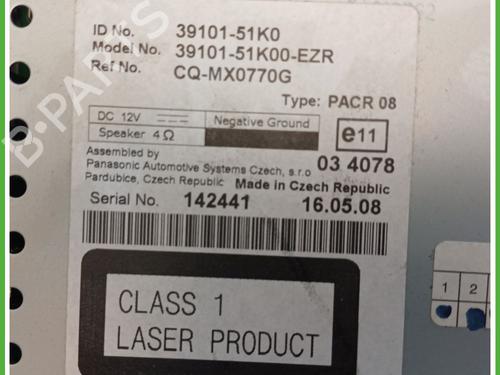 ID No. 39101-51K0
Model No. 39101-51K00-EZR
Ref No. CQ-MX0770G
Type: PACR 08
DC 12V
Negative Ground
Speaker 4Ω
e11
Assembled by
03 4078
Panasonic Automotive Systems Czech, s.r.o
Pardubice, Czech Republic Made in Czech Republic
Serial No. 142441 16.05.08
CLASS 1
LASER PRODUCT
1 2
B-PARTS